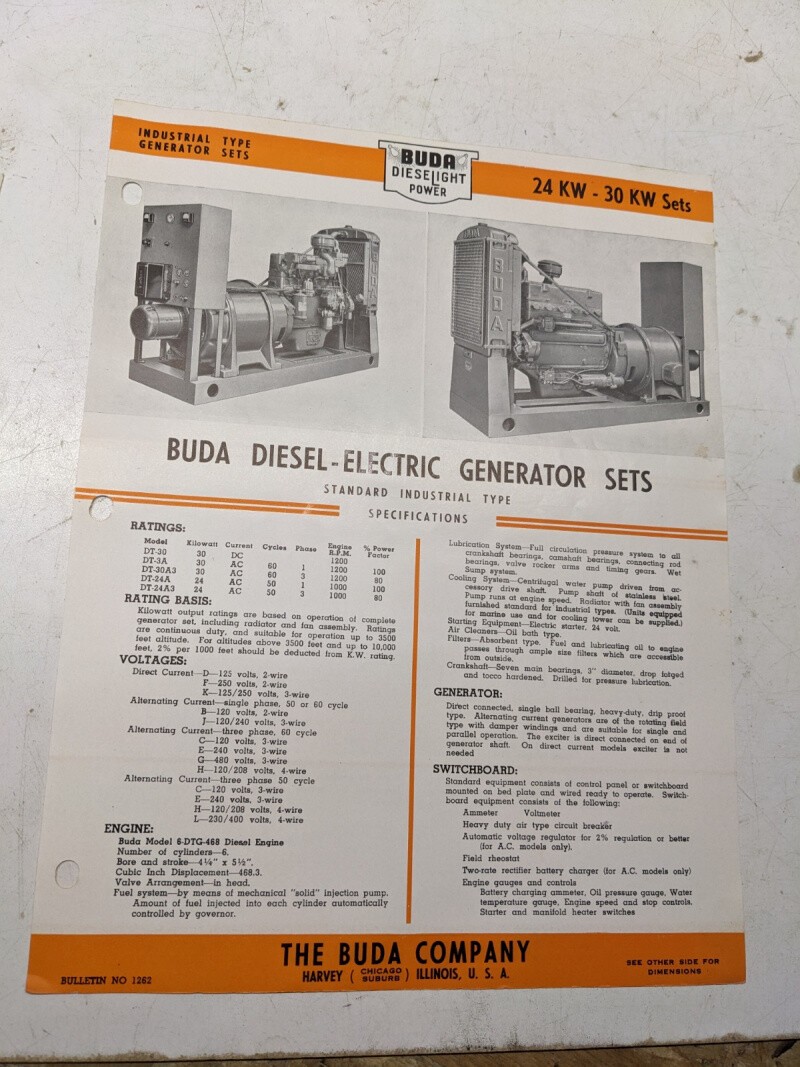 INDUSTRIAL TYPE
GENERATOR SETS
BUDA
DIESELIGHT
POWER
24 KW - 30 KW Sets
BUDA
BUDA
BUDA DIESEL-ELECTRIC GENERATOR SETS
STANDARD INDUSTRIAL TYPE
SPECIFICATIONS
RATINGS:
Model Kilowatt Current Cycles Phase Engine R.P.M. % Power Factor
DT-30 30 DC 1200
DT-3A 30 AC 60 1 1200 100
DT-30A3 30 AC 60 3 1200 80
DT-24A 24 AC 50 1 1000 100
DT-24A3 24 AC 50 3 1000 80
RATING BASIS:
Kilowatt output ratings are based on operation of complete
generator set, including radiator and fan assembly. Ratings
are continuous duty, and suitable for operation up to 3500
feet altitude. For altitudes above 3500 feet and up to 10,000
feet, 2% per 1000 feet should be deducted from K.W. rating.
VOLTAGES:
Direct Current—D—125 volts, 2-wire
F—250 volts, 2-wire
K—125/250 volts, 3-wire
Alternating Current—single phase, 50 or 60 cycle
B—120 volts, 2-wire
J—120/240 volts, 3-wire
Alternating Current—three phase, 60 cycle
C—120 volts, 3-wire
E—240 volts, 3-wire
G—480 volts, 3-wire
H—120/208 volts, 4-wire
Alternating Current—three phase 50 cycle
C—120 volts, 3-wire
E—240 volts, 3-wire
H—120/208 volts, 4-wire
L—230/400 volts, 4-wire
ENGINE:
Buda Model 6-DTG-468 Diesel Engine
Number of cylinders—6.
Bore and stroke—4¼" x 5½".
Cubic Inch Displacement—468.3.
Valve Arrangement—in head.
Fuel system—by means of mechanical "solid" injection pump.
Amount of fuel injected into each cylinder automatically
controlled by governor.
Lubrication System—Full circulation pressure system to all
crankshaft bearings, camshaft bearings, connecting rod
bearings, valve rocker arms and timing gears. Wet
Sump system.
Cooling System—Centrifugal water pump driven from ac-
cessory drive shaft. Pump shaft of stainless steel.
Pump runs at engine speed. Radiator with fan assembly
furnished standard for industrial types. (Units equipped
for marine use and for cooling tower can be supplied.)
Starting Equipment—Electric starter, 24 volt.
Air Cleaners—Oil bath type.
Filters—Absorbent type. Fuel and lubricating oil to engine
passes through ample size filters which are accessible
from outside.
Crankshaft—Seven main bearings, 3" diameter, drop forged
and tocco hardened. Drilled for pressure lubrication.
GENERATOR:
Direct connected, single ball bearing, heavy-duty, drip proof
type. Alternating current generators are of the rotating field
type with damper windings and are suitable for single and
parallel operation. The exciter is direct connected on end of
generator shaft. On direct current models exciter is not
needed
SWITCHBOARD:
Standard equipment consists of control panel or switchboard
mounted on bed plate and wired ready to operate. Switch-
board equipment consists of the following:
Ammeter Voltmeter
Heavy duty air type circuit breaker
Automatic voltage regulator for 2% regulation or better
(for A.C. models only).
Field rheostat
Two-rate rectifier battery charger (for A.C. models only)
Engine gauges and controls
Battery charging ammeter, Oil pressure gauge, Water
temperature gauge, Engine speed and stop controls.
Starter and manifold heater switches
THE BUDA COMPANY
HARVEY ( CHICAGO SUBURB ) ILLINOIS, U. S. A.
BULLETIN NO 1262
SEE OTHER SIDE FOR
DIMENSIONS